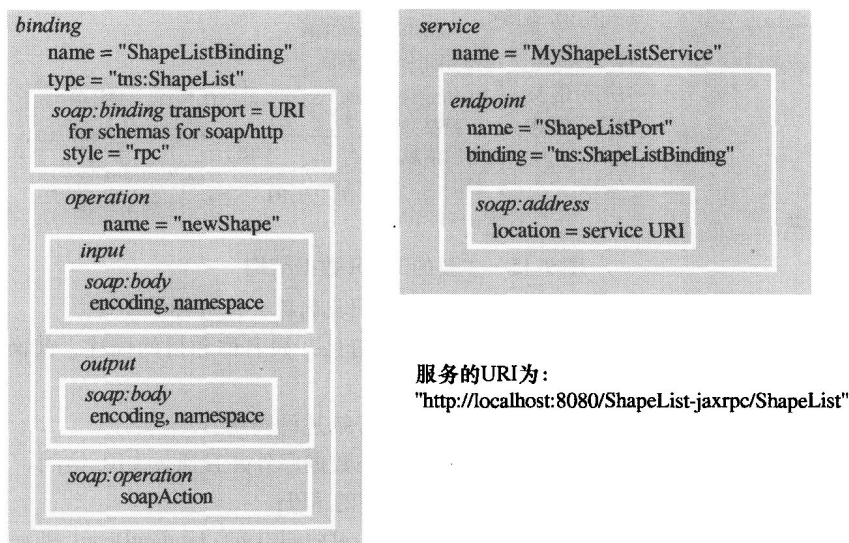 binding
name = "ShapeListBinding"
type = "tns:ShapeList"
soap:binding transport = URI
for schemas for soap/http
style = "rpc"
operation
name = "newShape"
input
soap:body
encoding, namespace
output
soap:body
encoding, namespace
soap:operation
soapAction
service
name = "MyShapeListService"
endpoint
name = "ShapeListPort"
binding = "tns:ShapeListBinding"
soap:address
location = service URI
服务的URI为：
"http://localhost:8080/ShapeList-jaxrpc/ShapeList"